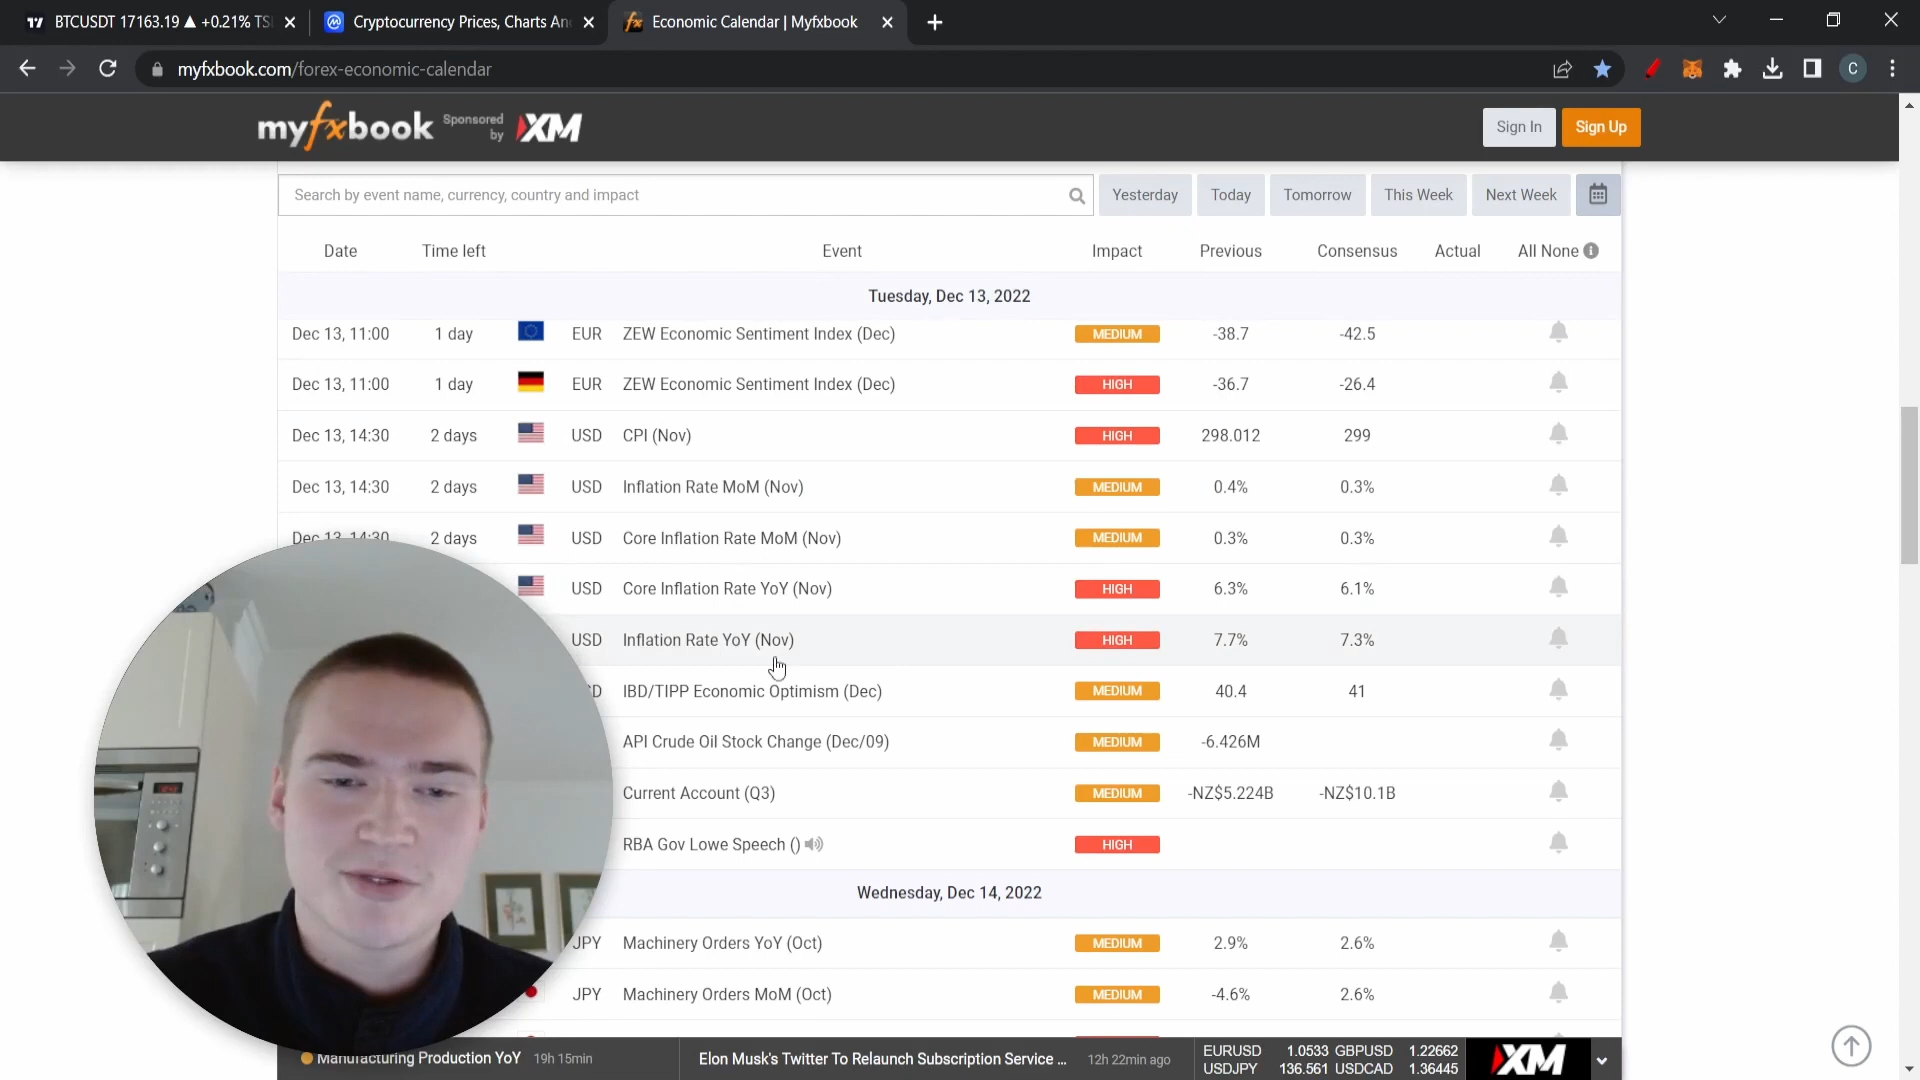 BTCUSDT 17163.19 ▲ +0.21% TS
Cryptocurrency Prices, Charts An
Economic Calendar | Myfxbook
myfxbook.com/forex-economic-calendar
C
myfxbook Sponsored by XM
Sign In
Sign Up
Search by event name, currency, country and impact
Yesterday Today Tomorrow This Week Next Week
Date Time left Event Impact Previous Consensus Actual All None
Tuesday, Dec 13, 2022
Dec 13, 11:00 1 day EUR ZEW Economic Sentiment Index (Dec) MEDIUM -38.7 -42.5
Dec 13, 11:00 1 day EUR ZEW Economic Sentiment Index (Dec) HIGH -36.7 -26.4
Dec 13, 14:30 2 days USD CPI (Nov) HIGH 298.012 299
Dec 13, 14:30 2 days USD Inflation Rate MoM (Nov) MEDIUM 0.4% 0.3%
Dec 13, 14:30 2 days USD Core Inflation Rate MoM (Nov) MEDIUM 0.3% 0.3%
USD Core Inflation Rate YoY (Nov) HIGH 6.3% 6.1%
USD Inflation Rate YoY (Nov) HIGH 7.7% 7.3%
D IBD/TIPP Economic Optimism (Dec) MEDIUM 40.4 41
API Crude Oil Stock Change (Dec/09) MEDIUM -6.426M
Current Account (Q3) MEDIUM -NZ$5.224B -NZ$10.1B
RBA Gov Lowe Speech () HIGH
Wednesday, Dec 14, 2022
JPY Machinery Orders YoY (Oct) MEDIUM 2.9% 2.6%
JPY Machinery Orders MoM (Oct) MEDIUM -4.6% 2.6%
Manufacturing Production YoY 19h 15min
Elon Musk's Twitter To Relaunch Subscription Service ... 12h 22min ago
EURUSD 1.0533 GBPUSD 1.22662
USDJPY 136.561 USDCAD 1.36445
XM